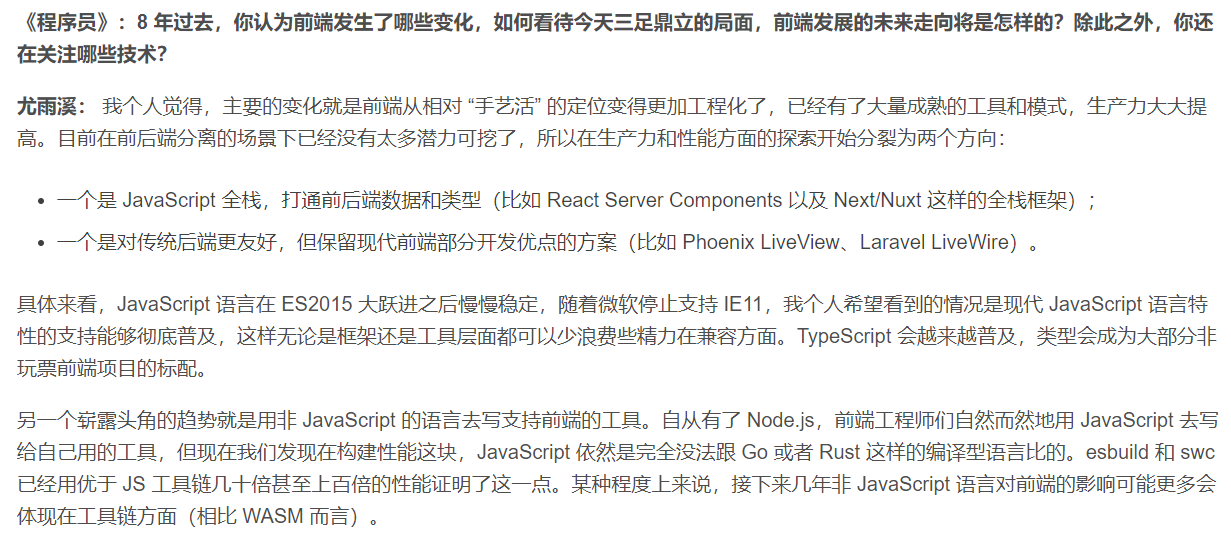 《程序员》：8 年过去，你认为前端发生了哪些变化，如何看待今天三足鼎立的局面，前端发展的未来走向将是怎样的？除此之外，你还
在关注哪些技术？
尤雨溪： 我个人觉得，主要的变化就是前端从相对 “手艺活” 的定位变得更加工程化了，已经有了大量成熟的工具和模式，生产力大大提
高。目前在前后端分离的场景下已经没有太多潜力可挖了，所以在生产力和性能方面的探索开始分裂为两个方向：
• 一个是 JavaScript 全栈，打通前后端数据和类型（比如 React Server Components 以及 Next/Nuxt 这样的全栈框架）；
• 一个是对传统后端更友好，但保留现代前端部分开发优点的方案（比如 Phoenix LiveView、Laravel LiveWire）。
具体来看，JavaScript 语言在 ES2015 大跃进之后慢慢稳定，随着微软停止支持 IE11，我个人希望看到的情况是现代 JavaScript 语言特
性的支持能够彻底普及，这样无论是框架还是工具层面都可以少浪费些精力在兼容方面。TypeScript 会越来越普及，类型会成为大部分非
玩票前端项目的标配。
另一个崭露头角的趋势就是用非 JavaScript 的语言去写支持前端的工具。自从有了 Node.js，前端工程师们自然而然地用 JavaScript 去写
给自己用的工具，但现在我们发现在构建性能这块，JavaScript 依然是完全没法跟 Go 或者 Rust 这样的编译型语言比的。esbuild 和 swc
已经用优于 JS 工具链几十倍甚至上百倍的性能证明了这一点。某种程度上来说，接下来几年非 JavaScript 语言对前端的影响可能更多会
体现在工具链方面（相比 WASM 而言）。